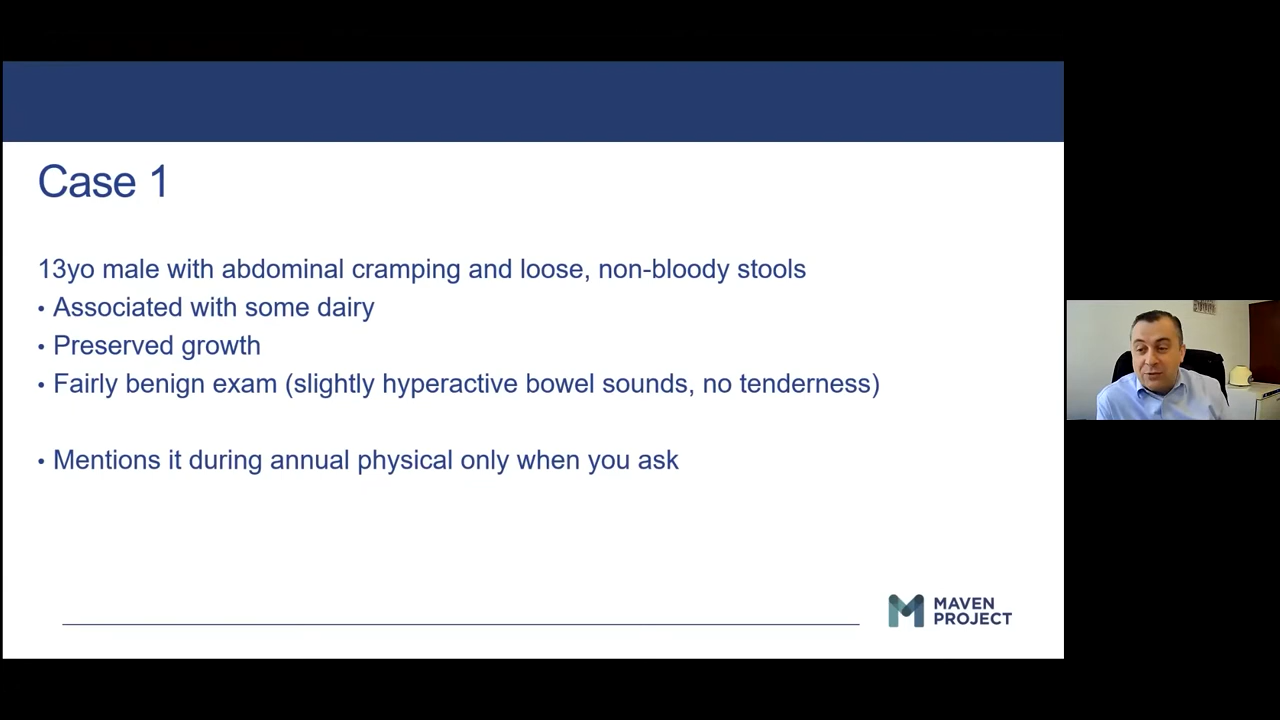 Case 1
13yo male with abdominal cramping and loose, non-bloody stools
• Associated with some dairy
• Preserved growth
• Fairly benign exam (slightly hyperactive bowel sounds, no tenderness)
• Mentions it during annual physical only when you ask
MAVEN
PROJECT